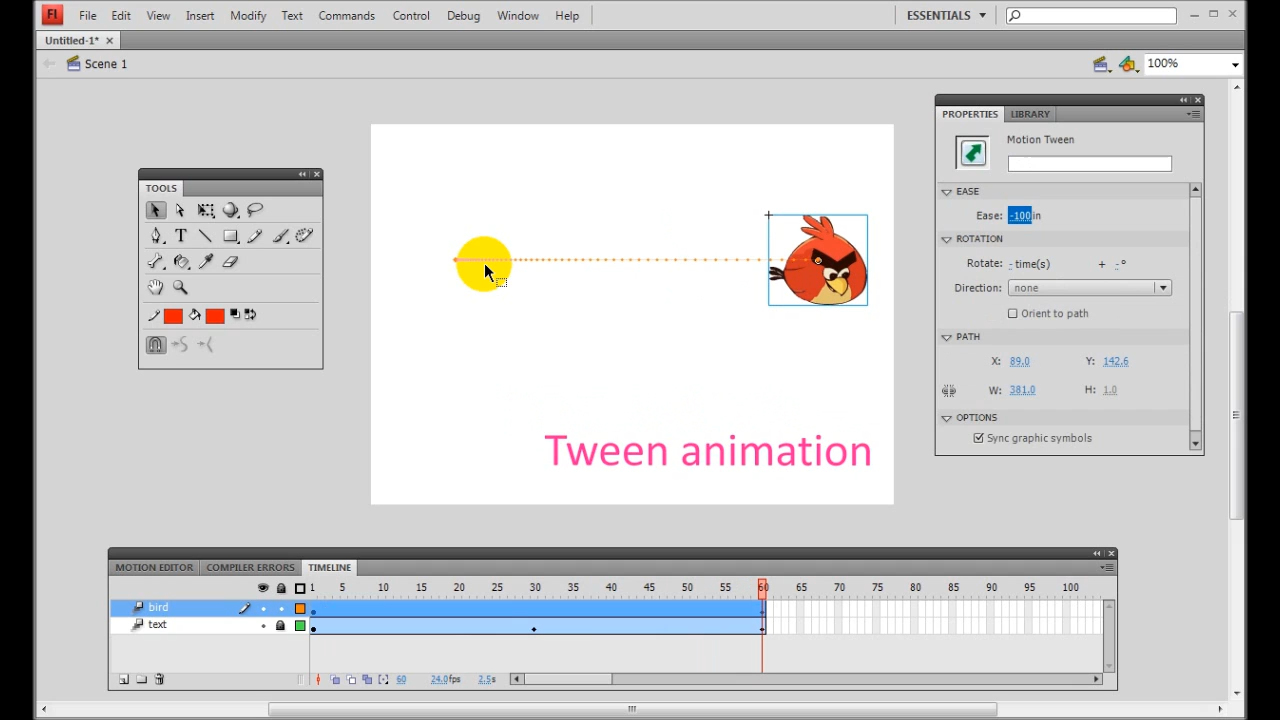 Fl File Edit View Insert Modify Text Commands Control Debug Window Help ESSENTIALS
Untitled-1*
Scene 1 100%
TOOLS
PROPERTIES LIBRARY
Motion Tween
EASE
Ease: -100 in
ROTATION
Rotate: - time(s) + -°
Direction: none
Orient to path
PATH
X: 89.0 Y: 142.6
W: 381.0 H: 1.0
OPTIONS
Sync graphic symbols
Tween animation
MOTION EDITOR COMPILER ERRORS TIMELINE
1 5 10 15 20 25 30 35 40 45 50 55 60 65 70 75 80 85 90 95 100
bird
text
60 24.0fps 2.5s